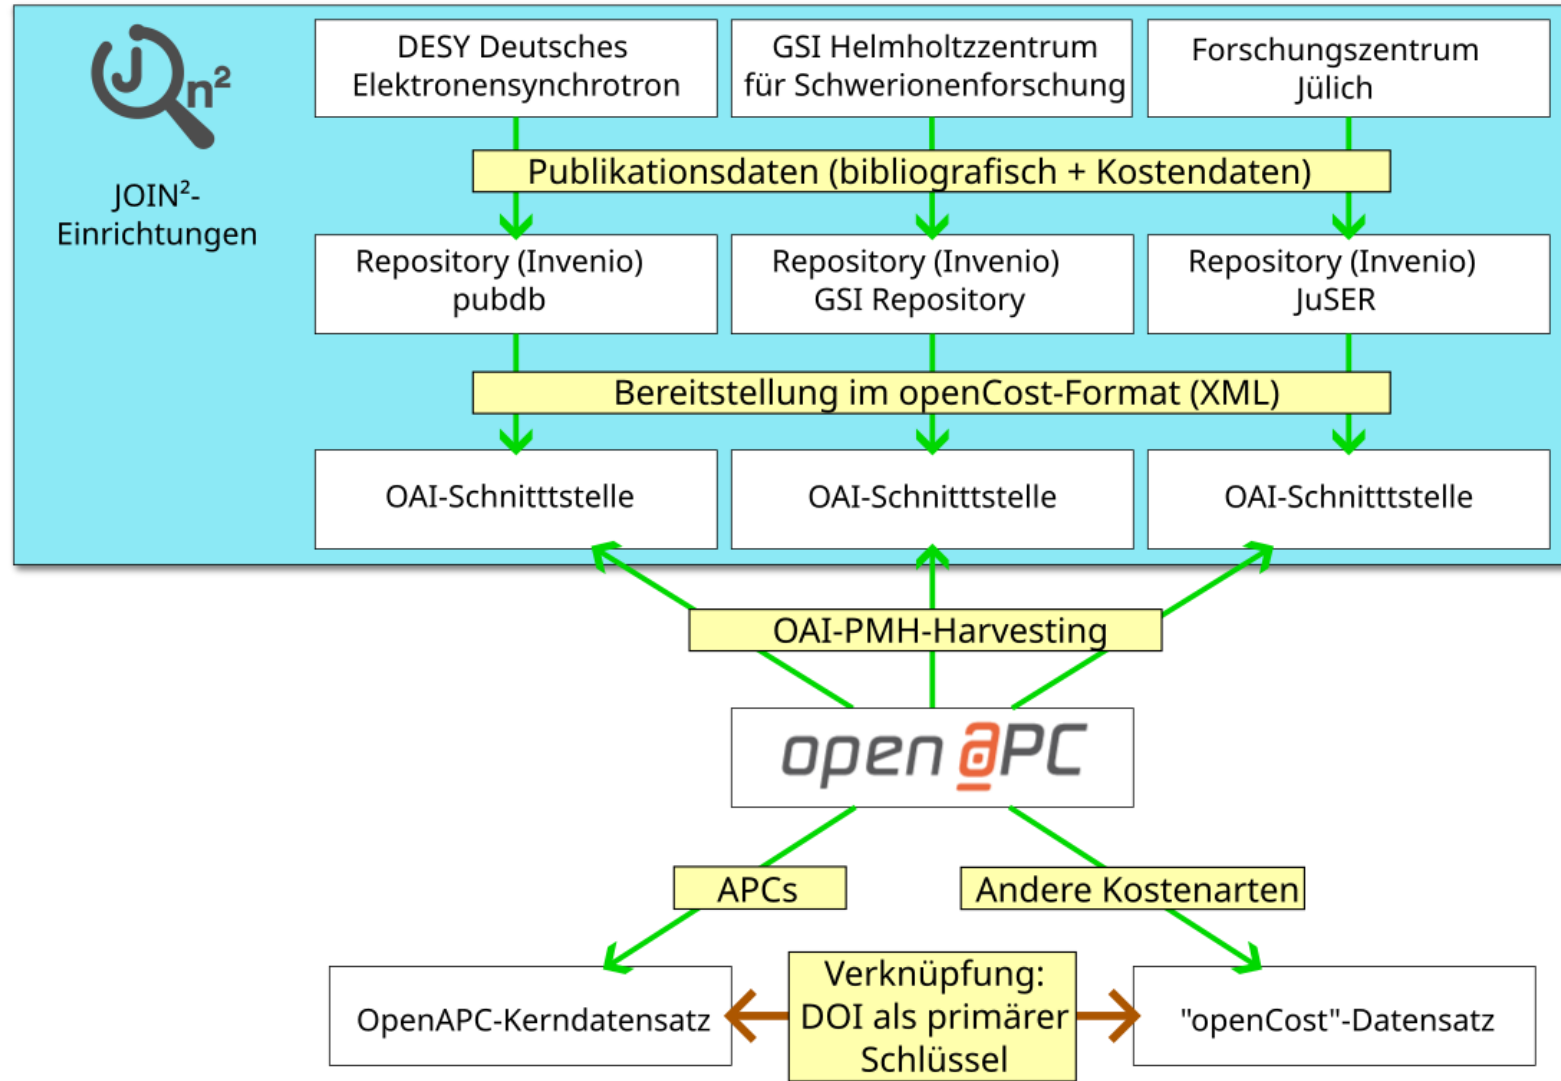 Jn²
JOIN²-
Einrichtungen
DESY Deutsches
Elektronensynchrotron
GSI Helmholtzzentrum
für Schwerionenforschung
Forschungszentrum
Jülich
Publikationsdaten (bibliografisch + Kostendaten)
Repository (Invenio)
pubdb
Repository (Invenio)
GSI Repository
Repository (Invenio)
JuSER
Bereitstellung im openCost-Format (XML)
OAI-Schnitttstelle
OAI-Schnitttstelle
OAI-Schnitttstelle
OAI-PMH-Harvesting
open aPC
APCs
Andere Kostenarten
OpenAPC-Kerndatensatz
Verknüpfung:
DOI als primärer
Schlüssel
"openCost"-Datensatz